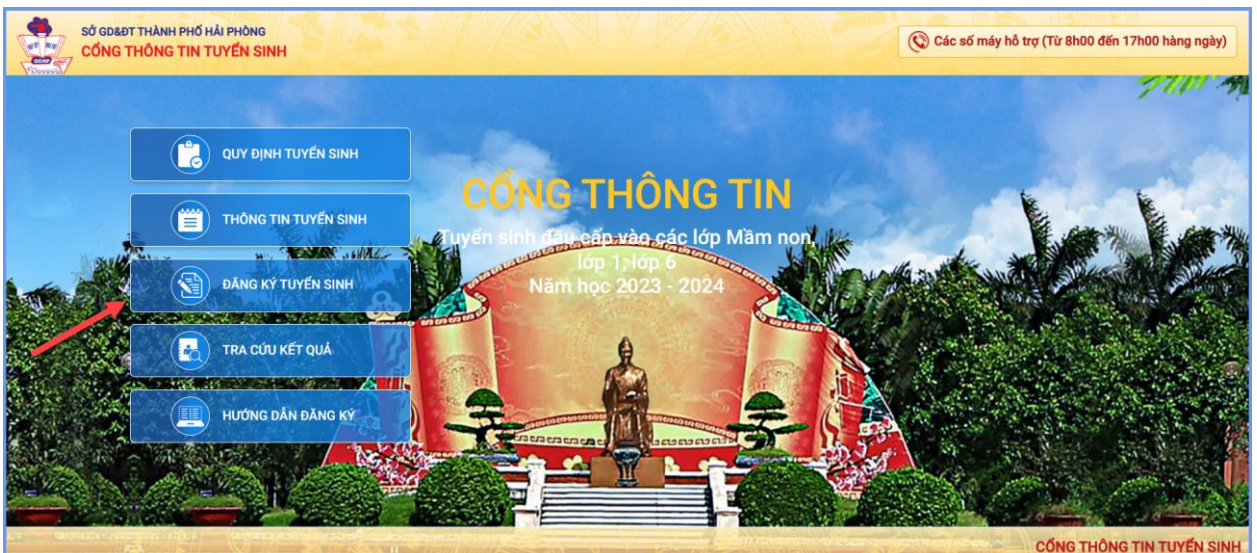 SỞ GD&ĐT THÀNH PHỐ HẢI PHÒNG
CỔNG THÔNG TIN TUYỂN SINH
Các số máy hỗ trợ (Từ 8h00 đến 17h00 hàng ngày)
QUY ĐỊNH TUYỂN SINH
THÔNG TIN TUYỂN SINH
ĐĂNG KÝ TUYỂN SINH
TRA CỨU KẾT QUẢ
HƯỚNG DẪN ĐĂNG KÝ
CỔNG THÔNG TIN
Tuyển sinh đầu cấp vào các lớp Mầm non,
lớp 1, lớp 6
Năm học 2023 - 2024
CỔNG THÔNG TIN TUYỂN SINH